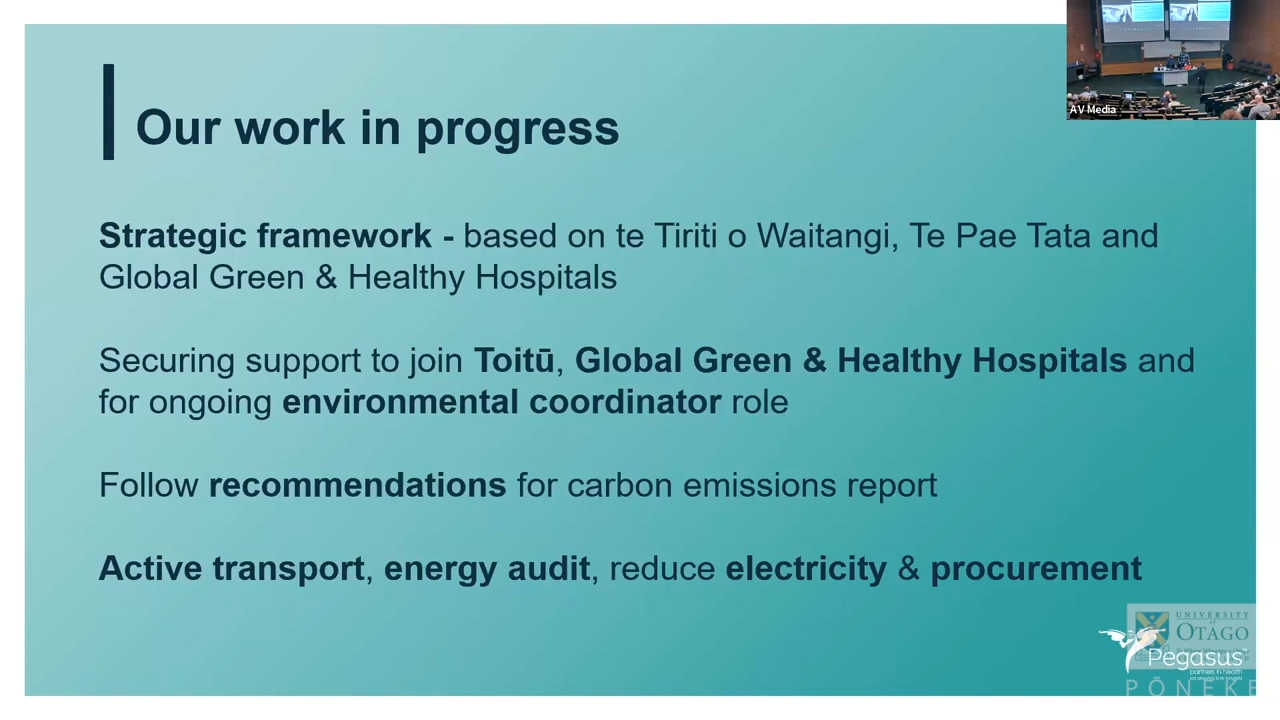 Our work in progress
AV Media
Strategic framework - based on te Tiriti o Waitangi, Te Pae Tata and
Global Green & Healthy Hospitals
Securing support to join Toitū, Global Green & Healthy Hospitals and
for ongoing environmental coordinator role
Follow recommendations for carbon emissions report
Active transport, energy audit, reduce electricity & procurement
UNIVERSITY
of
OTAGO
Pegasus
partners in health
PŌNEKE